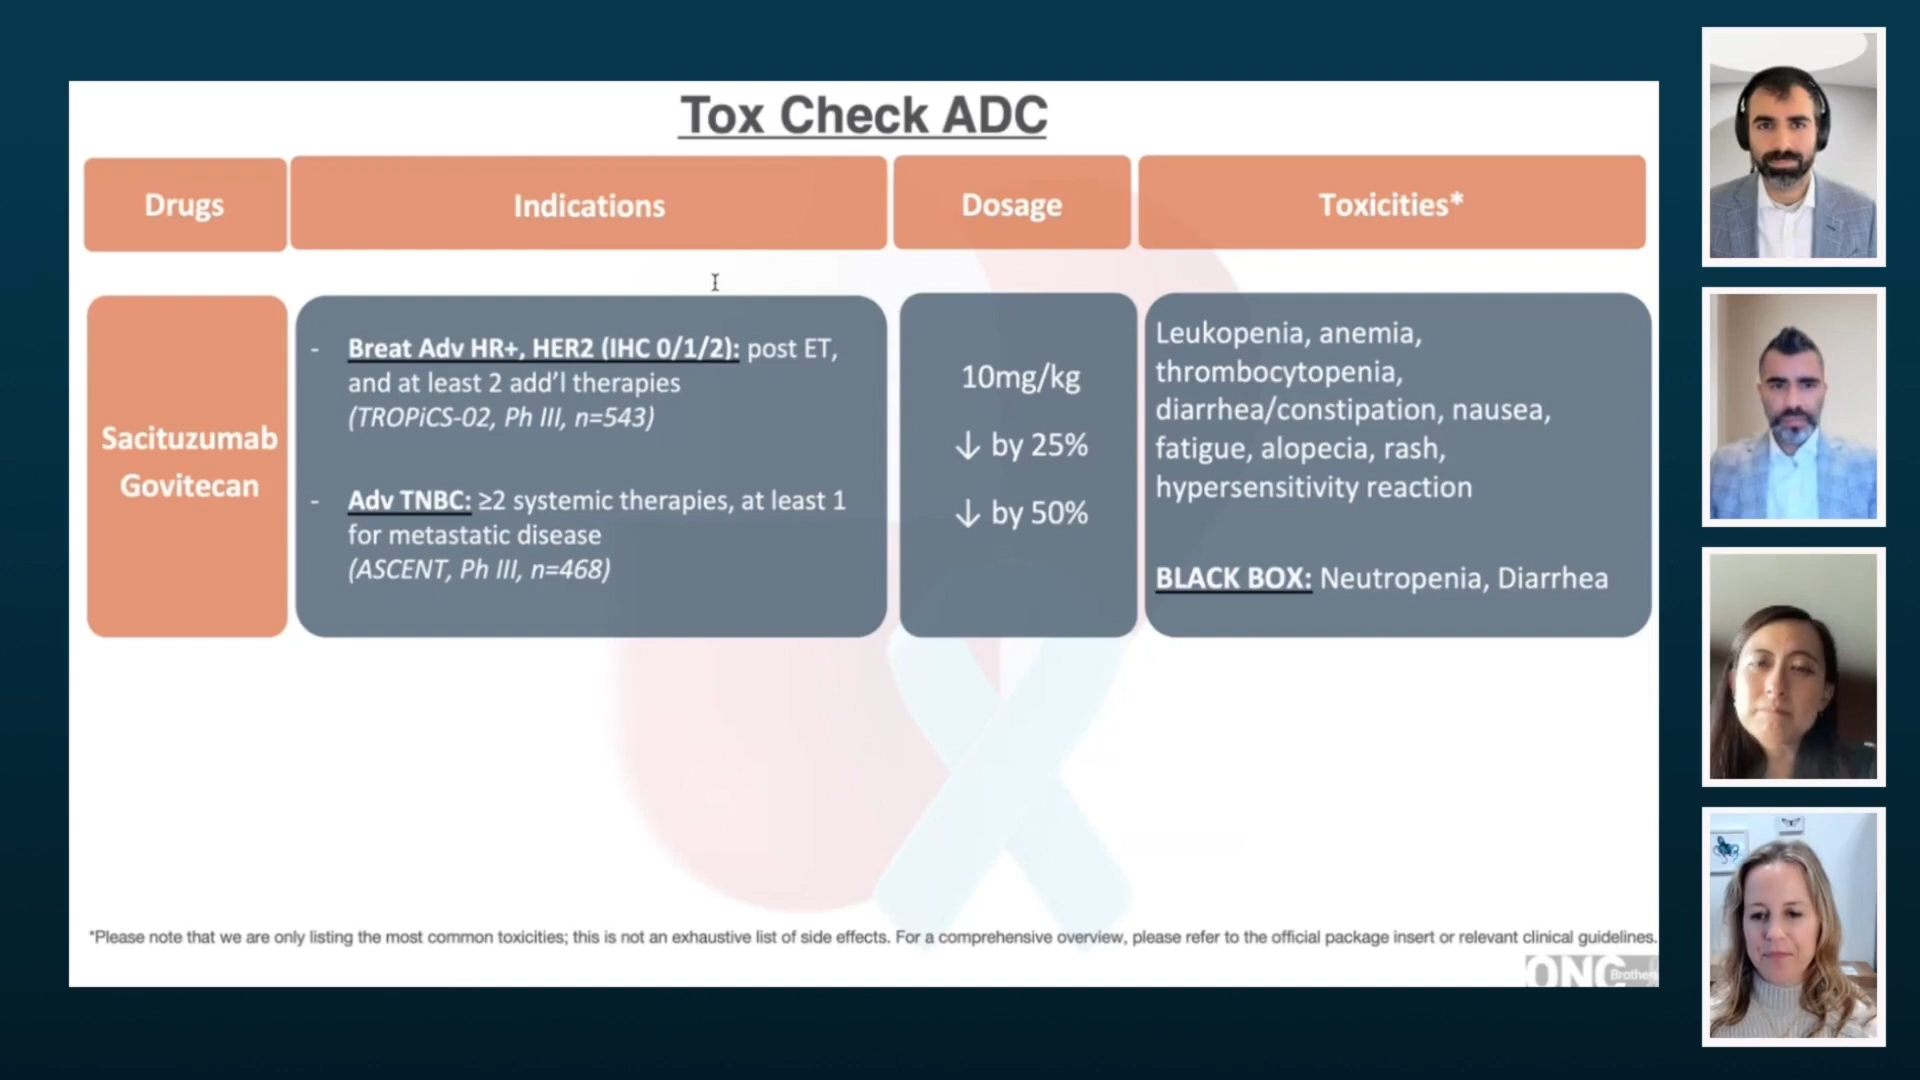 Tox Check ADC
Drugs
Indications
Dosage
Toxicities*
Sacituzumab
Govitecan
- Breat Adv HR+, HER2 (IHC 0/1/2): post ET,
and at least 2 add'l therapies
(TROPiCS-02, Ph III, n=543)
- Adv TNBC: ≥2 systemic therapies, at least 1
for metastatic disease
(ASCENT, Ph III, n=468)
10mg/kg
↓ by 25%
↓ by 50%
Leukopenia, anemia,
thrombocytopenia,
diarrhea/constipation, nausea,
fatigue, alopecia, rash,
hypersensitivity reaction
BLACK BOX: Neutropenia, Diarrhea
*Please note that we are only listing the most common toxicities; this is not an exhaustive list of side effects. For a comprehensive overview, please refer to the official package insert or relevant clinical guidelines.
ONC